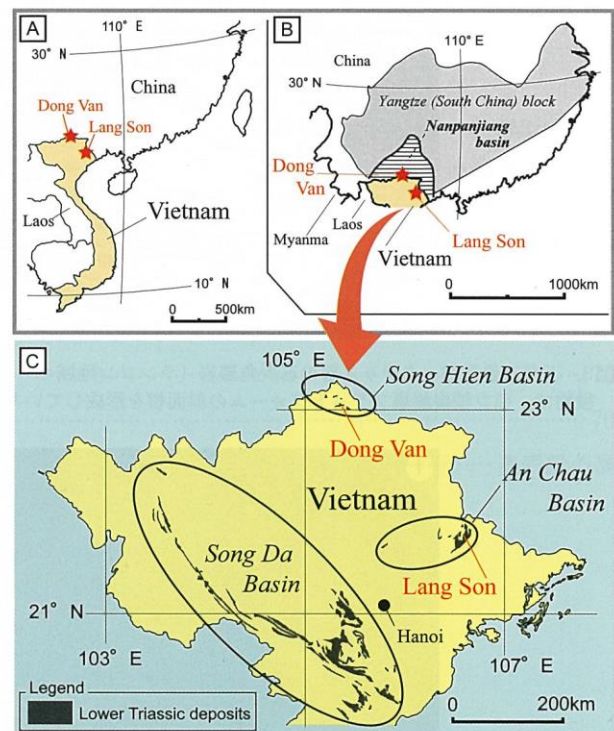 A
110° E
30° N
China
Dong Van
Lang Son
Laos
Vietnam
10° N
0 500km
B
110° E
China
30° N
Yangtze (South China) block
Nanpanjiang
basin
Dong
Van
Laos
Myanma
Lang Son
Vietnam
0 1000km
C
105° E
Song Hien Basin
23° N
Dong Van
Vietnam
An Chau
Basin
Song Da
Basin
Lang Son
21° N
Hanoi
103° E
107° E
Legend
Lower Triassic deposits
0 200km